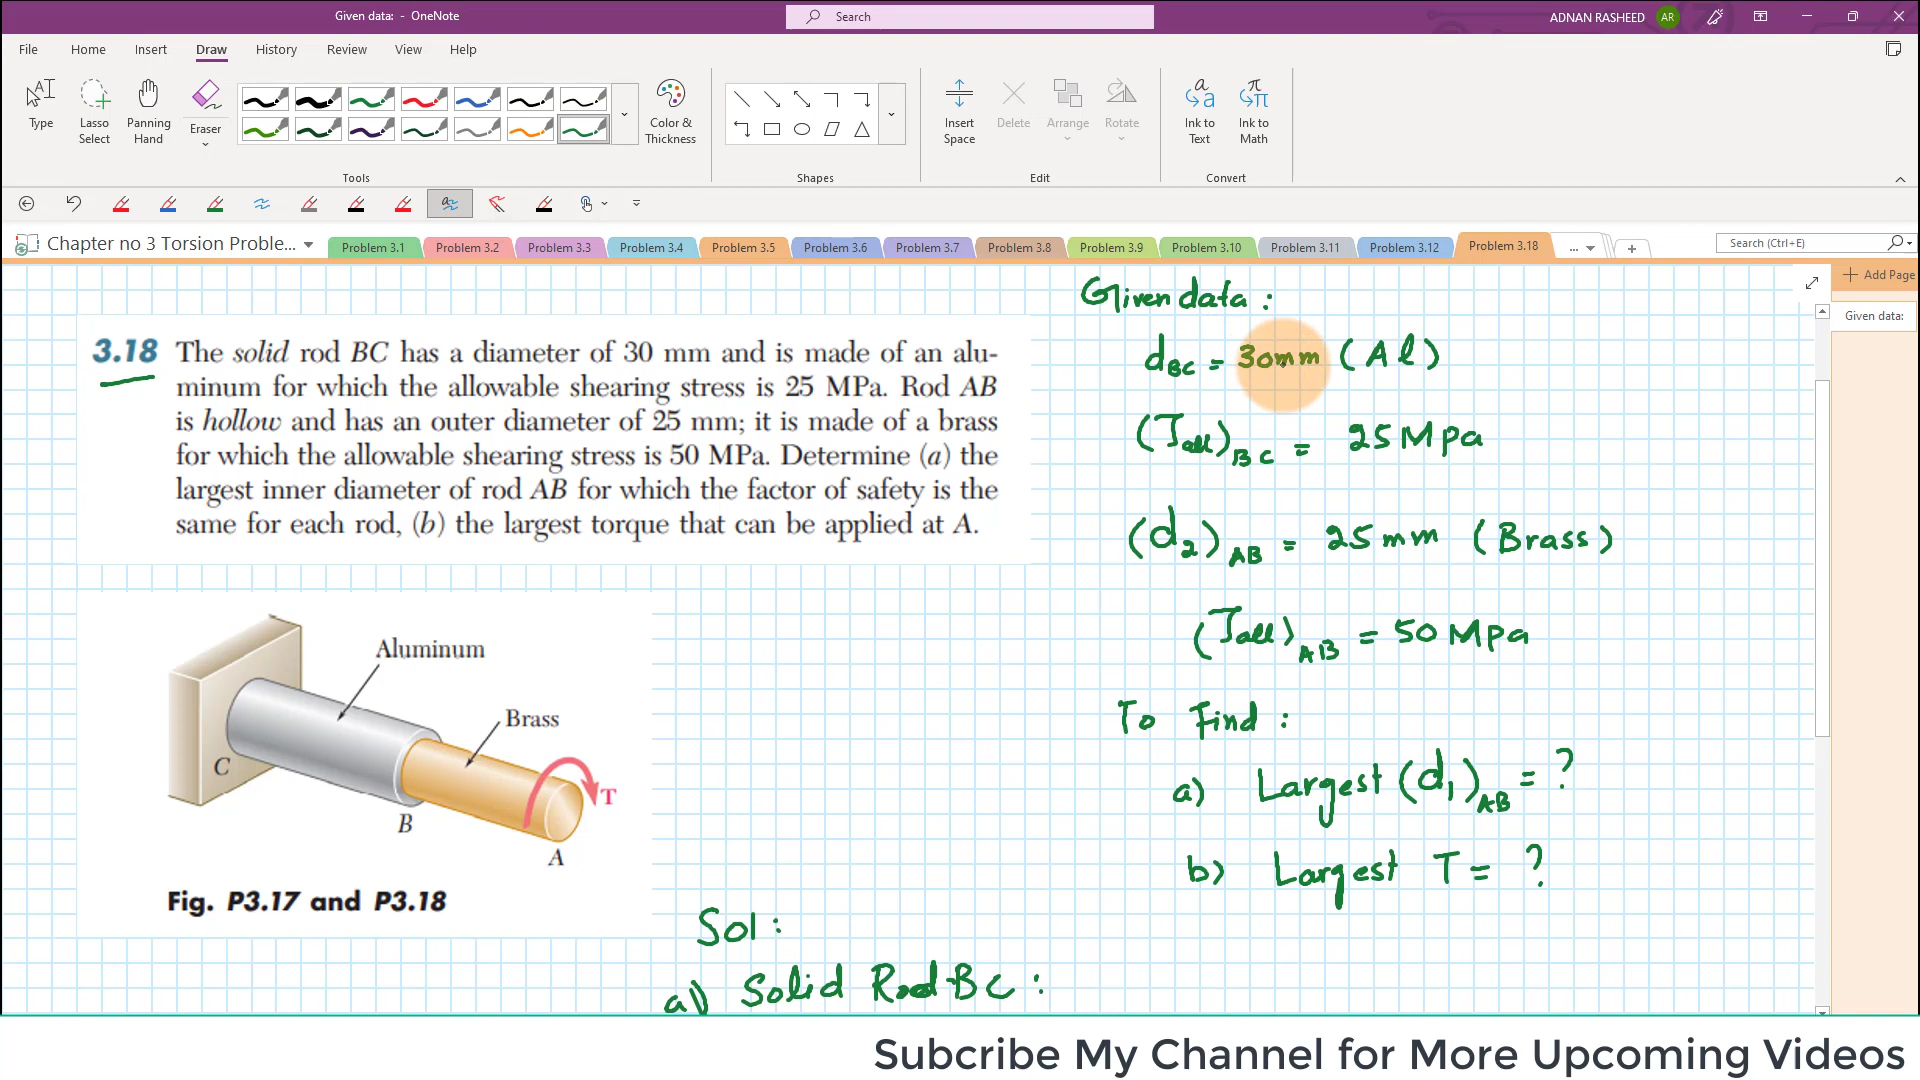 Given data: - OneNote
Search
ADNAN RASHEED
AR
File Home Insert Draw History Review View Help
Type
Lasso Select
Panning Hand
Eraser
Color & Thickness
Insert Space
Delete
Arrange
Rotate
Ink to Text
Ink to Math
Tools
Shapes
Edit
Convert
Chapter no 3 Torsion Proble...
Problem 3.1
Problem 3.2
Problem 3.3
Problem 3.4
Problem 3.5
Problem 3.6
Problem 3.7
Problem 3.8
Problem 3.9
Problem 3.10
Problem 3.11
Problem 3.12
Problem 3.18
...
Search (Ctrl+E)
Add Page
Given data:
3.18 The solid rod BC has a diameter of 30 mm and is made of an alu-
minum for which the allowable shearing stress is 25 MPa. Rod AB
is hollow and has an outer diameter of 25 mm; it is made of a brass
for which the allowable shearing stress is 50 MPa. Determine (a) the
largest inner diameter of rod AB for which the factor of safety is the
same for each rod, (b) the largest torque that can be applied at A.
Aluminum
Brass
C
T
B
A
Fig. P3.17 and P3.18
Given data :
dBC = 30mm (Al)
(τall)BC = 25 MPa
(d2)AB = 25mm (Brass)
(τall)AB = 50 MPa
To Find :
a) Largest (d1)AB = ?
b) Largest T = ?
Sol :
a) Solid Rod BC :
Subcribe My Channel for More Upcoming Videos